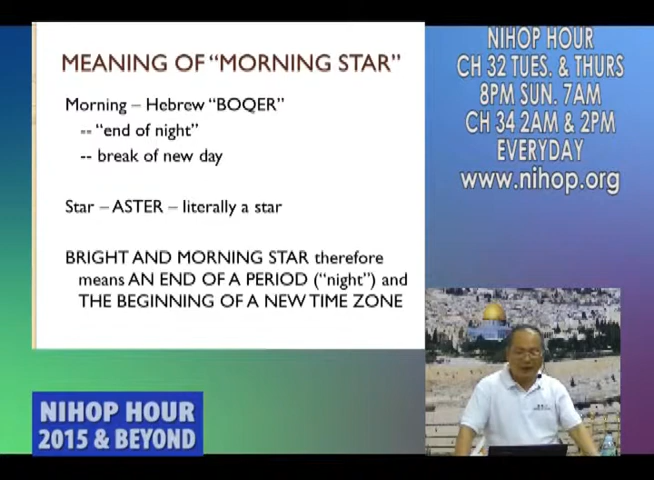 MEANING OF “MORNING STAR”
Morning – Hebrew “BOQER”
-- “end of night”
-- break of new day
Star – ASTER – literally a star
BRIGHT AND MORNING STAR therefore
means AN END OF A PERIOD (“night”) and
THE BEGINNING OF A NEW TIME ZONE
NIHOP HOUR
CH 32 TUES. & THURS
8PM SUN. 7AM
CH 34 2AM & 2PM
EVERYDAY
www.nihop.org
NIHOP HOUR
2015 & BEYOND